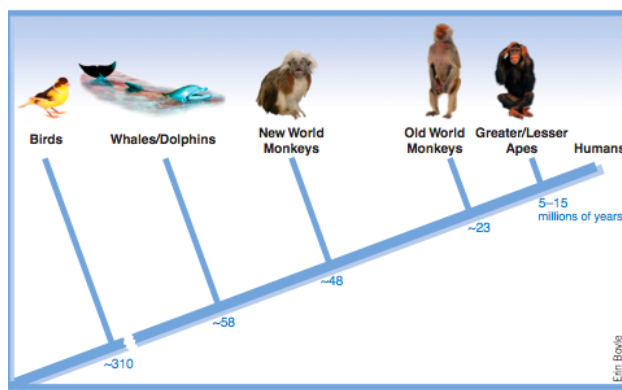 Birds
Whales/Dolphins
New World
Monkeys
Old World
Monkeys
Greater/Lesser
Apes
Humans
5–15
millions of years
~23
~48
~58
~310
Erin Boyle